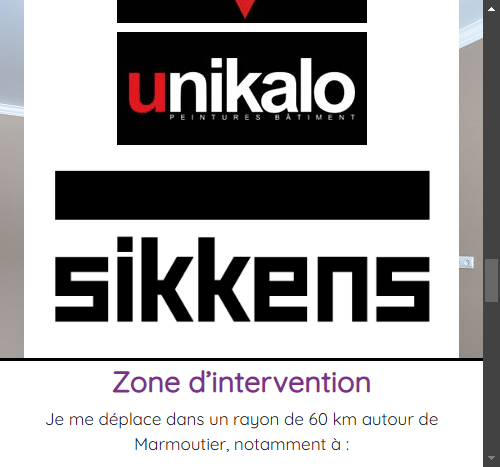 unikalo
PEINTURES BÂTIMENT
sikkens
Zone d’intervention
Je me déplace dans un rayon de 60 km autour de
Marmoutier, notamment à :